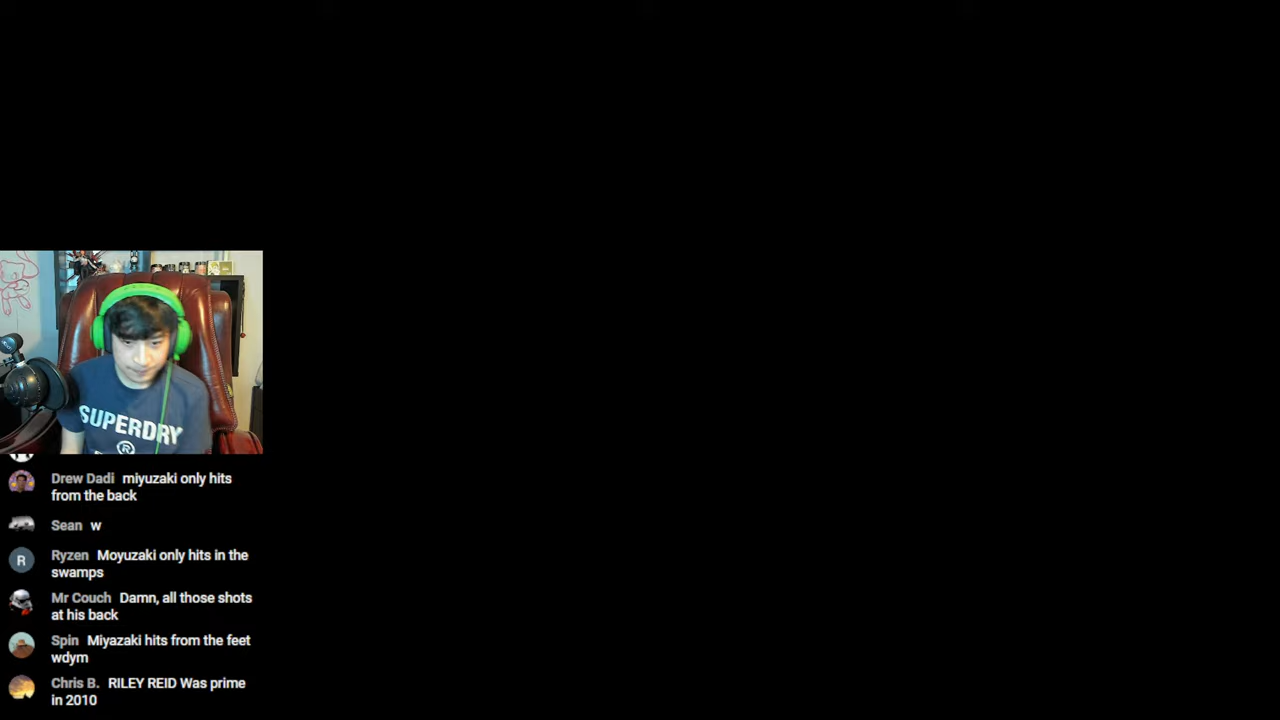 SUPERDRY
®
Drew Dadi miyuzaki only hits
from the back
Sean w
R Ryzen Moyuzaki only hits in the
swamps
Mr Couch Damn, all those shots
at his back
Spin Miyazaki hits from the feet
wdym
Chris B. RILEY REID Was prime
in 2010